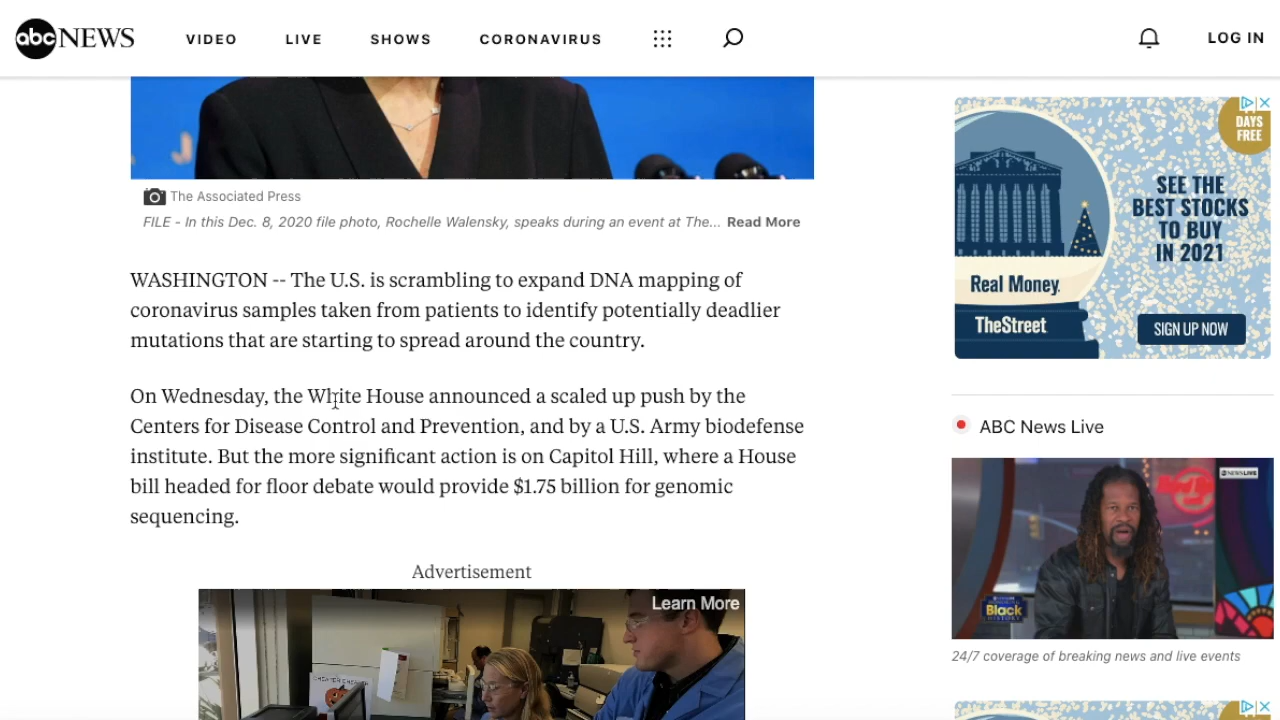 abc NEWS VIDEO LIVE SHOWS CORONAVIRUS LOG IN
The Associated Press
FILE - In this Dec. 8, 2020 file photo, Rochelle Walensky, speaks during an event at The... Read More
WASHINGTON -- The U.S. is scrambling to expand DNA mapping of
coronavirus samples taken from patients to identify potentially deadlier
mutations that are starting to spread around the country.
On Wednesday, the White House announced a scaled up push by the
Centers for Disease Control and Prevention, and by a U.S. Army biodefense
institute. But the more significant action is on Capitol Hill, where a House
bill headed for floor debate would provide $1.75 billion for genomic
sequencing.
Advertisement
Learn More
DAYS
FREE
SEE THE
BEST STOCKS
TO BUY
IN 2021
Real Money.
TheStreet
SIGN UP NOW
ABC News Live
abc NEWS LIVE
Black
24/7 coverage of breaking news and live events